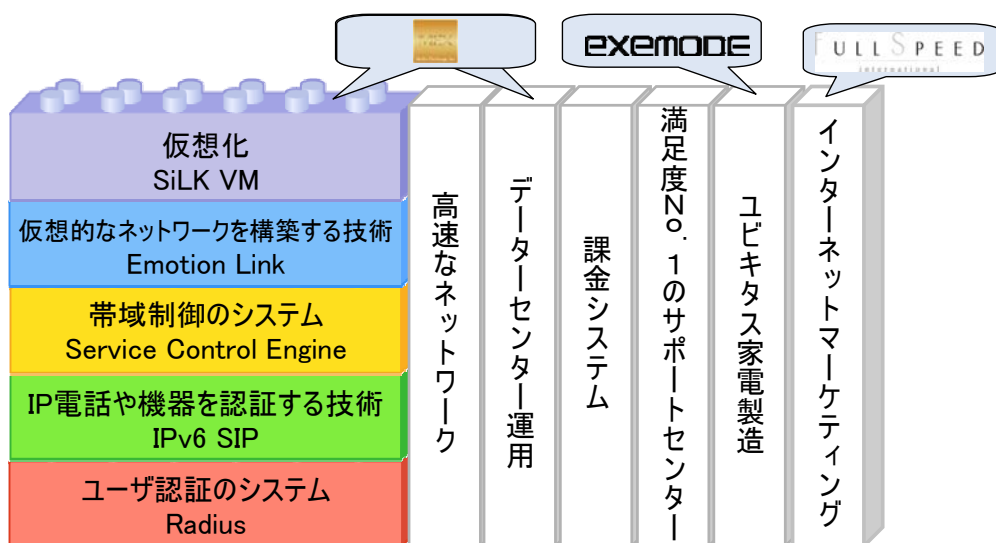 MEX
exemode
FULLSPEED
international
仮想化
SiLK VM
仮想的なネットワークを構築する技術
Emotion Link
帯域制御のシステム
Service Control Engine
IP電話や機器を認証する技術
IPv6 SIP
ユーザ認証のシステム
Radius
高速なネットワーク
データーセンター運用
課金システム
満足度No.1のサポートセンター
ユビキタス家電製造
インターネットマーケティング